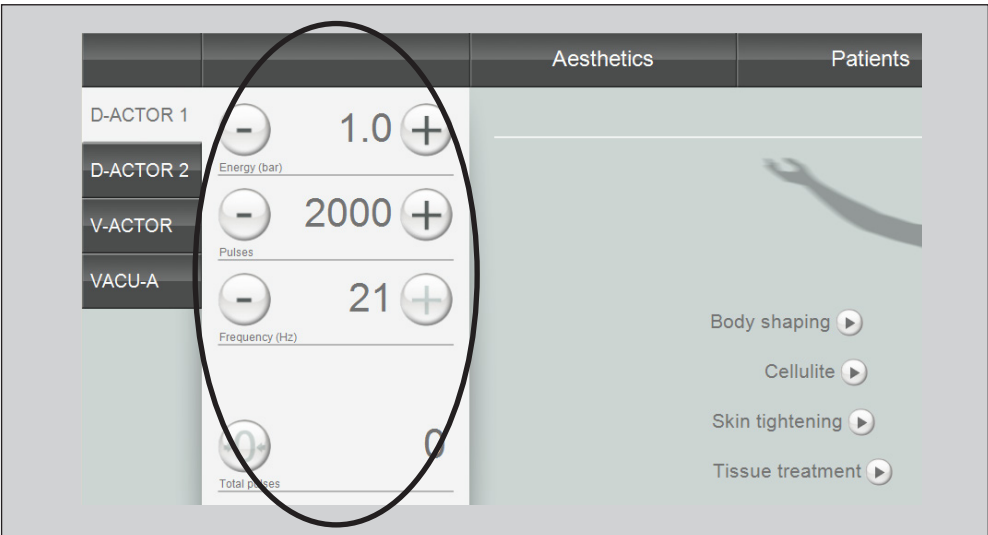 Aesthetics Patients
D-ACTOR 1
D-ACTOR 2
V-ACTOR
VACU-A
- 1.0 +
Energy (bar)
- 2000 +
Pulses
- 21 +
Frequency (Hz)
0 0
Total pulses
Body shaping
Cellulite
Skin tightening
Tissue treatment